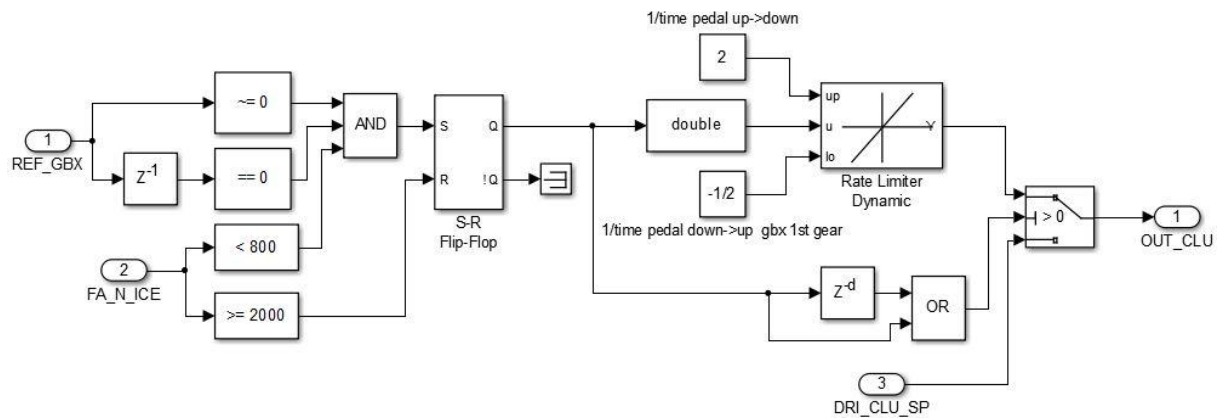 1/time pedal up->down
2
~= 0
AND
S
Q
double
up
u
lo
Y
1
REF_GBX
Z-1
== 0
R
!Q
-1/2
Rate Limiter
Dynamic
S-R
Flip-Flop
1/time pedal down->up gbx 1st gear
> 0
1
OUT_CLU
< 800
2
FA_N_ICE
>= 2000
Z-d
OR
3
DRI_CLU_SP